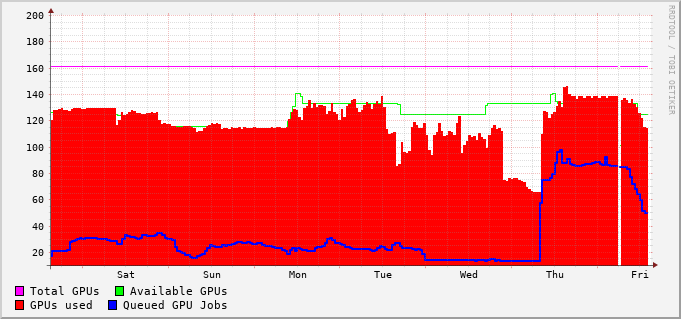 200
180
160
140
120
100
80
60
40
20
Sat Sun Mon Tue Wed Thu Fri
Total GPUs Available GPUs
GPUs used Queued GPU Jobs
RRDTOOL / TOBI OETIKER